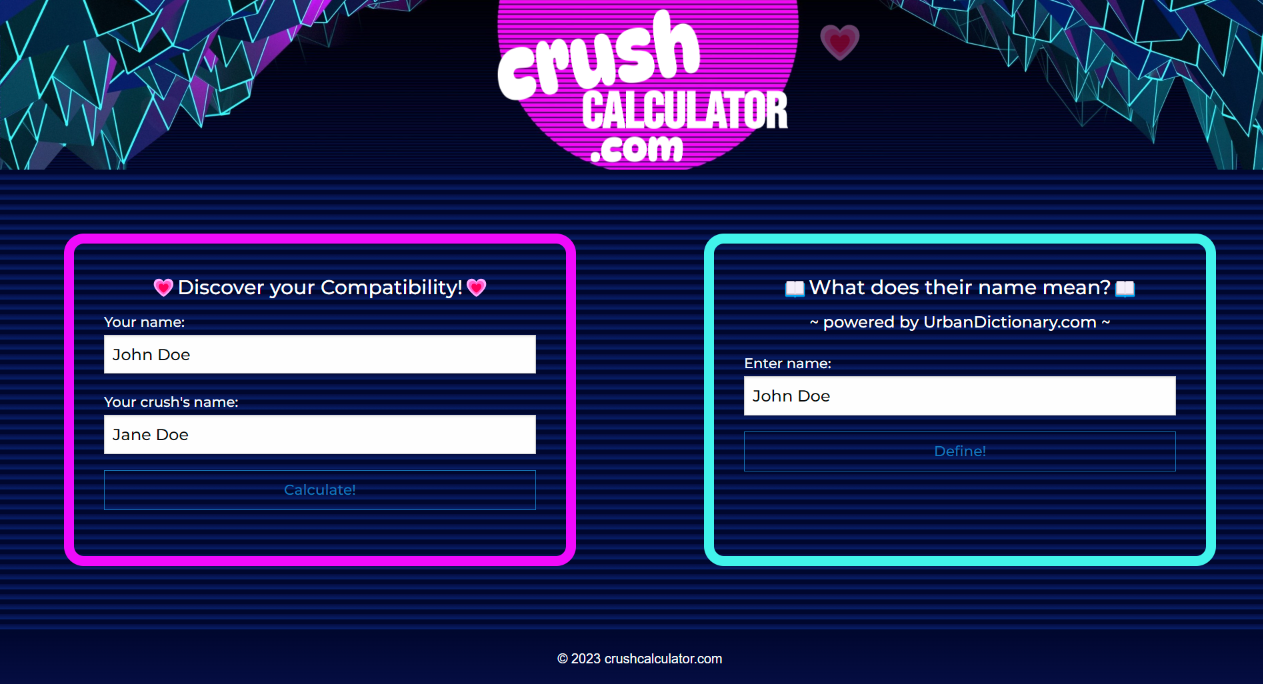 crush
CALCULATOR
.com
Discover your Compatibility!
Your name:
John Doe
Your crush's name:
Jane Doe
Calculate!
What does their name mean?
~ powered by UrbanDictionary.com ~
Enter name:
John Doe
Define!
© 2023 crushcalculator.com